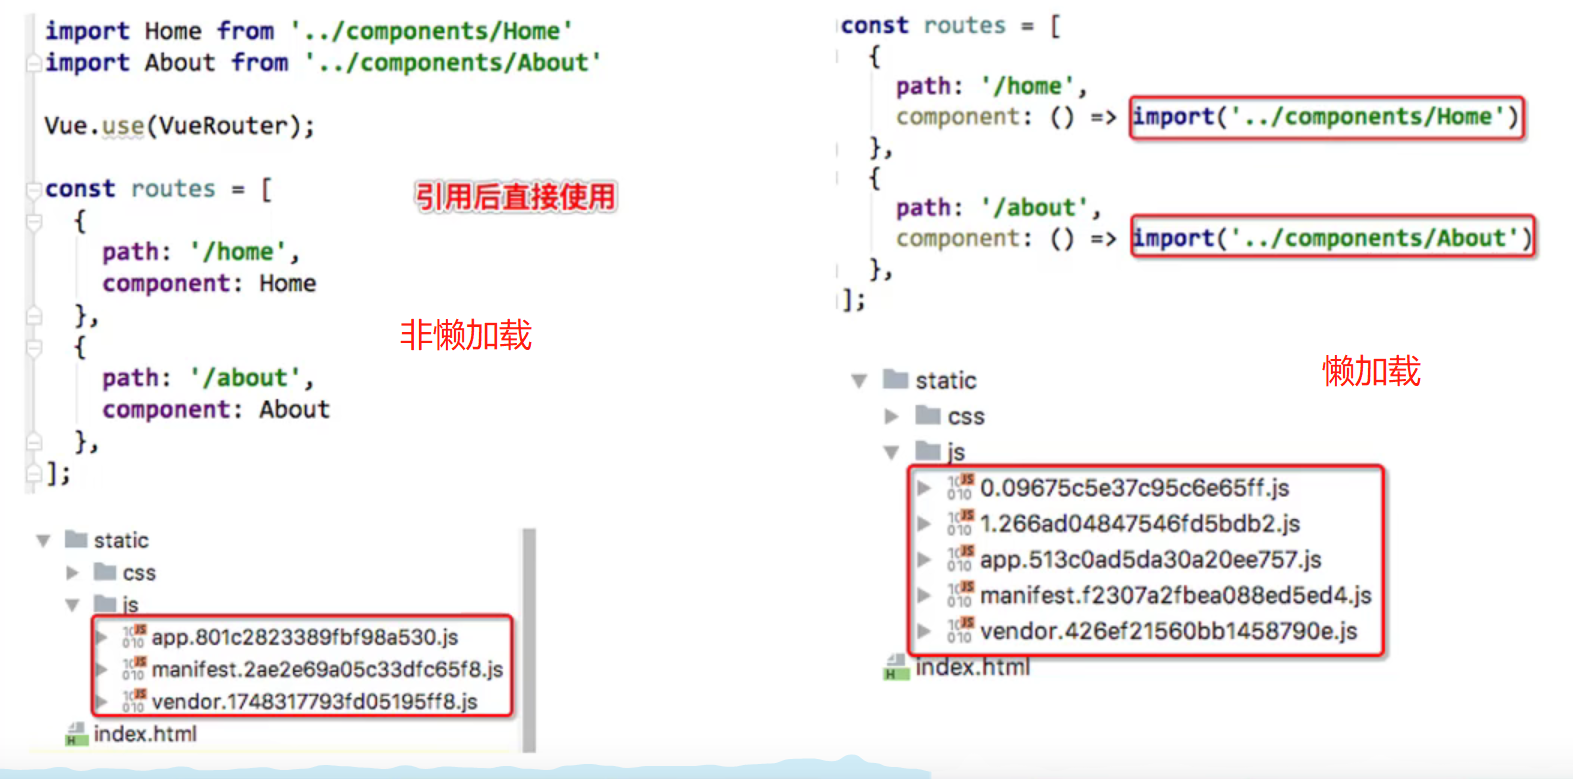 import Home from '../components/Home'
import About from '../components/About'
Vue.use(VueRouter);
const routes = [
{
path: '/home',
component: Home
},
{
path: '/about',
component: About
},
];
引用后直接使用
非懒加载
static
css
js
app.801c2823389fbf98a530.js
manifest.2ae2e69a05c33dfc65f8.js
vendor.1748317793fd05195ff8.js
index.html
const routes = [
{
path: '/home',
component: () => import('../components/Home')
},
{
path: '/about',
component: () => import('../components/About')
},
];
懒加载
static
css
js
0.09675c5e37c95c6e65ff.js
1.266ad04847546fd5bdb2.js
app.513c0ad5da30a20ee757.js
manifest.f2307a2fbea088ed5ed4.js
vendor.426ef21560bb1458790e.js
index.html